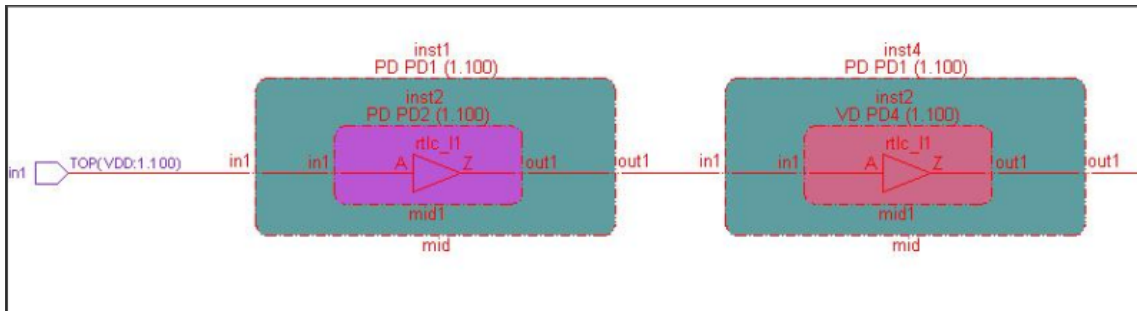 inst1
PD PD1 (1.100)
inst4
PD PD1 (1.100)
inst2
PD PD2 (1.100)
inst2
VD PD4 (1.100)
rtlc_I1
rtlc_I1
in1
TOP(VDD:1.100)
in1
in1
A
Z
out1
out1
in1
in1
A
Z
out1
out1
mid1
mid1
mid
mid